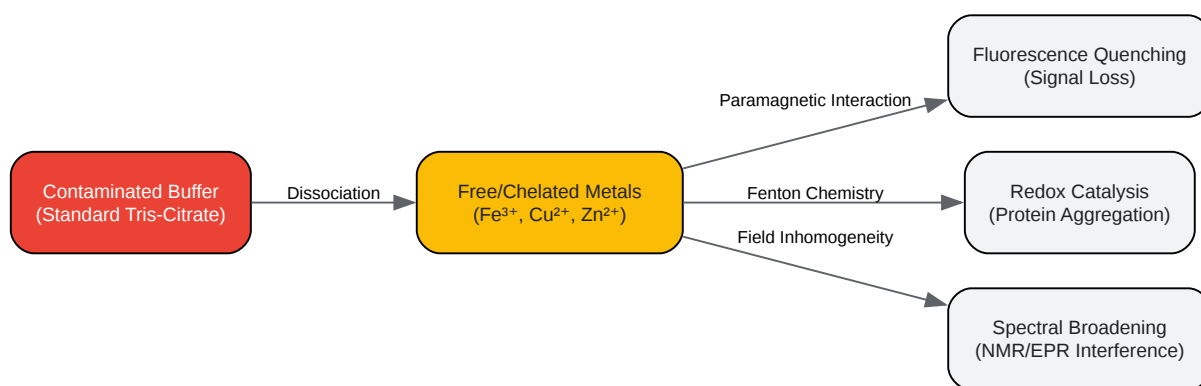 Contaminated Buffer
(Standard Tris-Citrate)
Dissociation
Free/Chelated Metals
(Fe³⁺, Cu²⁺, Zn²⁺)
Paramagnetic Interaction
Fluorescence Quenching
(Signal Loss)
Fenton Chemistry
Redox Catalysis
(Protein Aggregation)
Field Inhomogeneity
Spectral Broadening
(NMR/EPR Interference)